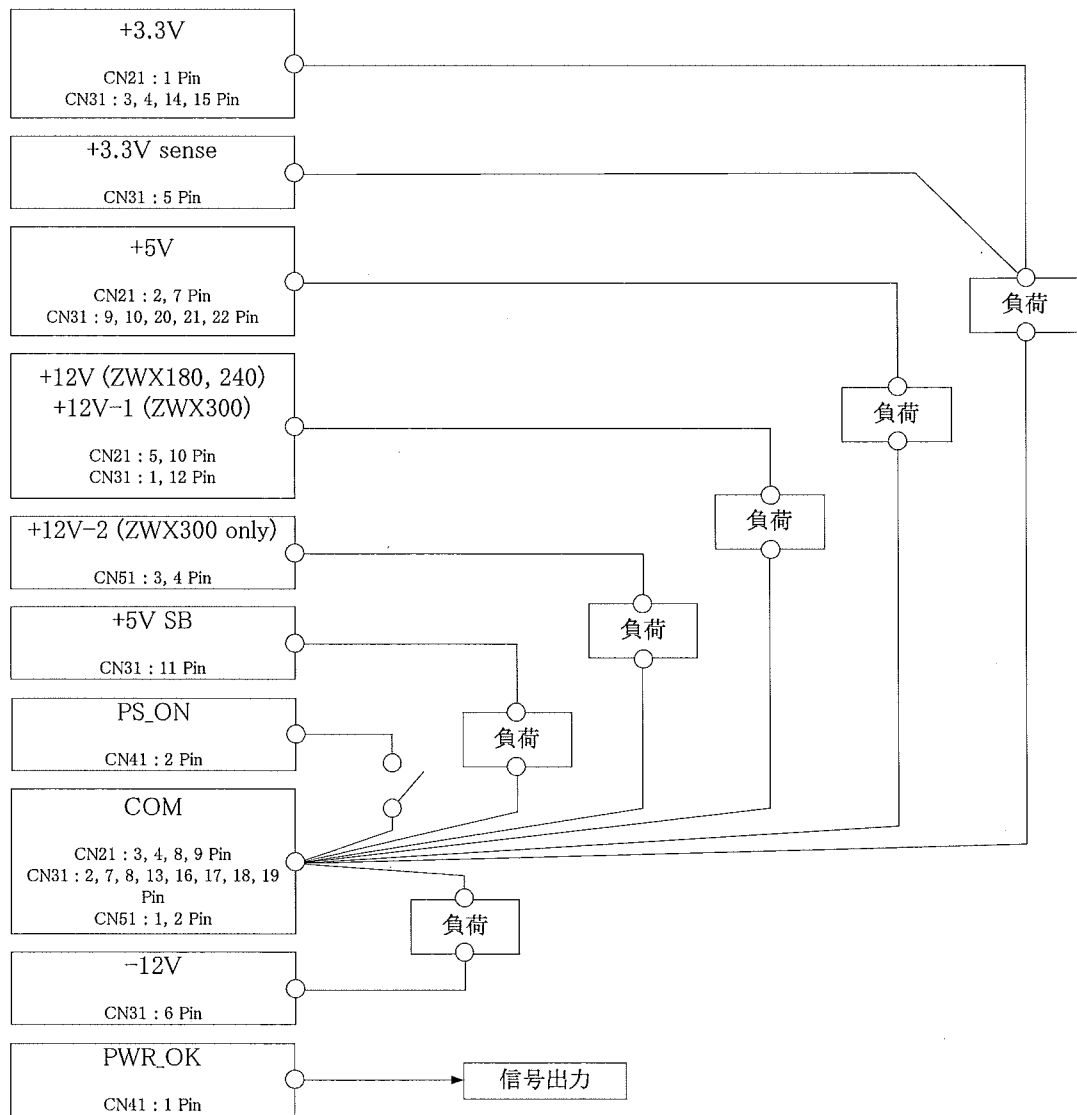 +3.3V
CN21 : 1 Pin
CN31 : 3, 4, 14, 15 Pin
+3.3V sense
CN31 : 5 Pin
+5V
CN21 : 2, 7 Pin
CN31 : 9, 10, 20, 21, 22 Pin
負荷
+12V (ZWX180, 240)
+12V-1 (ZWX300)
CN21 : 5, 10 Pin
CN31 : 1, 12 Pin
負荷
+12V-2 (ZWX300 only)
CN51 : 3, 4 Pin
負荷
+5V SB
CN31 : 11 Pin
負荷
PS_ON
CN41 : 2 Pin
負荷
COM
CN21 : 3, 4, 8, 9 Pin
CN31 : 2, 7, 8, 13, 16, 17, 18, 19
Pin
CN51 : 1, 2 Pin
負荷
-12V
CN31 : 6 Pin
PWR_OK
CN41 : 1 Pin
信号出力